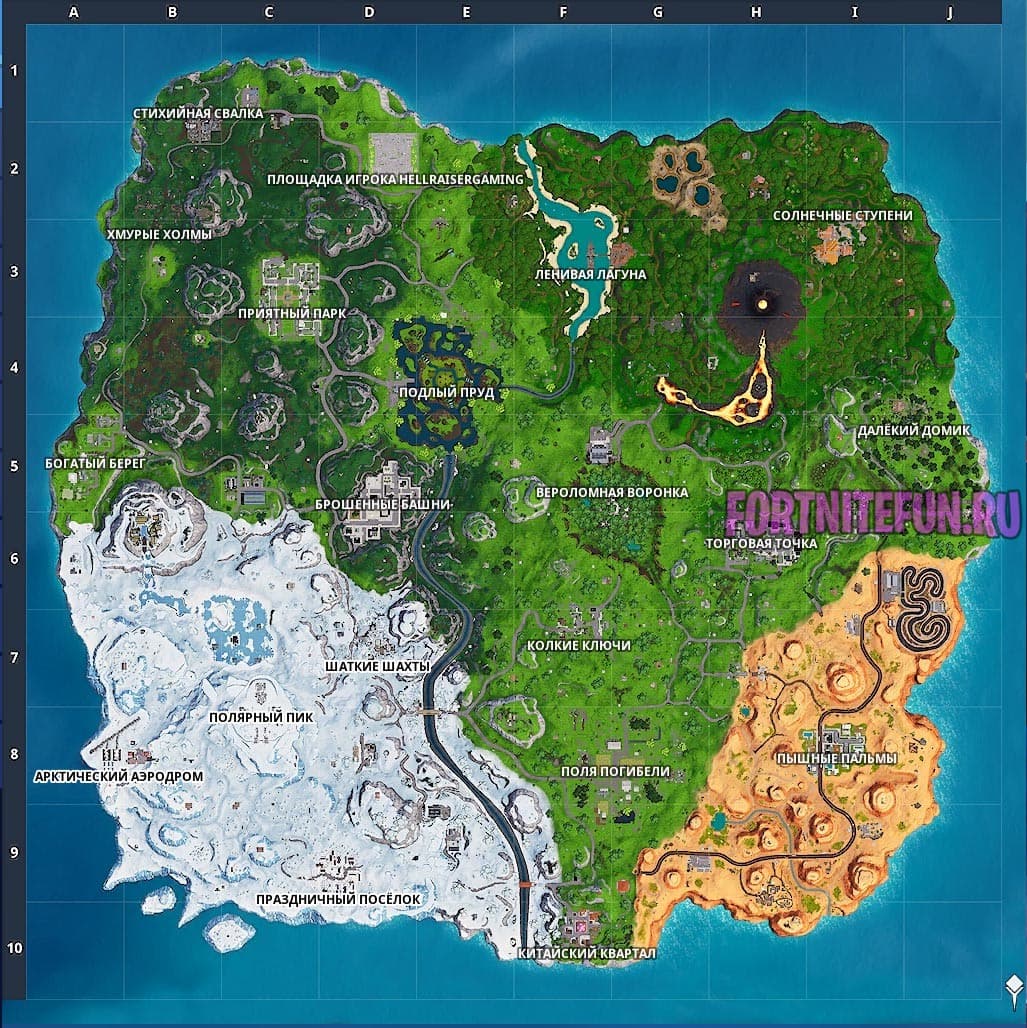 A B C D E F G H I J
1
СТИХИЙНАЯ СВАЛКА
2
ПЛОЩАДКА ИГРОКА HELLRAISERGAMING
СОЛНЕЧНЫЕ СТУПЕНИ
ХМУРЫЕ ХОЛМЫ
3
ЛЕНИВАЯ ЛАГУНА
ПРИЯТНЫЙ ПАРК
4
ПОДЛЫЙ ПРУД
ДАЛЁКИЙ ДОМИК
БОГАТЫЙ БЕРЕГ
5
ВЕРОЛОМНАЯ ВОРОНКА
БРОШЕННЫЕ БАШНИ
FORTNITEFUN.RU
ТОРГОВАЯ ТОЧКА
6
КОЛКИЕ КЛЮЧИ
7
ШАТКИЕ ШАХТЫ
ПОЛЯРНЫЙ ПИК
8
ПЫШНЫЕ ПАЛЬМЫ
ПОЛЯ ПОГИБЕЛИ
АРКТИЧЕСКИЙ АЭРОДРОМ
9
ПРАЗДНИЧНЫЙ ПОСЁЛОК
10
КИТАЙСКИЙ КВАРТАЛ